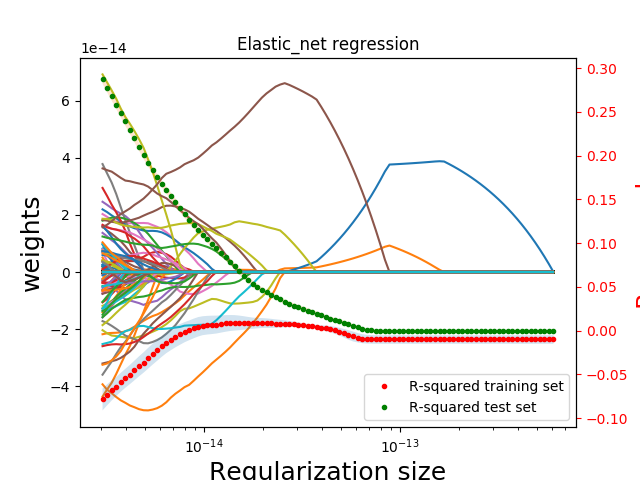 Elastic_net regression
1e−14
6
4
2
0
−2
−4
weights
0.30
0.25
0.20
0.15
0.10
0.05
0.00
−0.05
−0.10
R-squared training set
R-squared test set
10⁻¹⁴
10⁻¹³
Regularization size